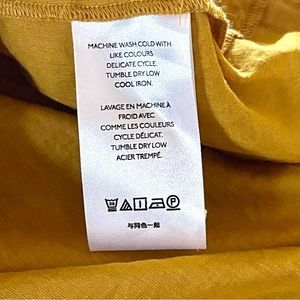 MACHINE WASH COLD WITH
LIKE COLOURS
DELICATE CYCLE.
TUMBLE DRY LOW
COOL IRON.
LAVAGE EN MACHINE À
FROID AVEC
COMME LES COULEURS
CYCLE DÉLICAT.
TUMBLE DRY LOW
ACIER TREMPÉ.
与同色一起